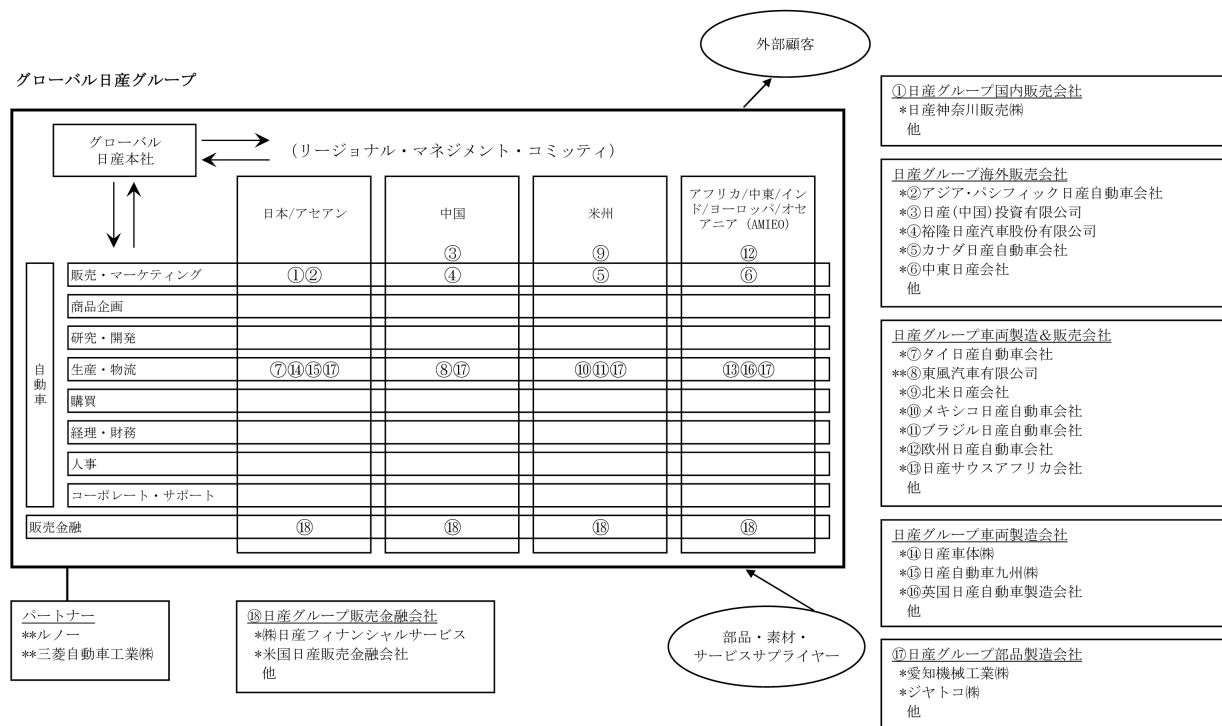 外部顧客
グローバル日産グループ
グローバル
日産本社
(リージョナル・マネジメント・コミッティ)
日本/アセアン
中国
米州
アフリカ/中東/イン
ド/ヨーロッパ/オセ
アニア (AMIEO)
③
⑨
⑫
自動車
販売・マーケティング
①②
④
⑤
⑥
商品企画
研究・開発
生産・物流
⑦⑭⑮⑰
⑧⑰
⑩⑪⑰
⑬⑯⑰
購買
経理・財務
人事
コーポレート・サポート
販売金融
⑱
⑱
⑱
⑱
パートナー
**ルノー
**三菱自動車工業㈱
⑱日産グループ販売金融会社
*㈱日産フィナンシャルサービス
*米国日産販売金融会社
他
部品・素材・
サービスサプライヤー
①日産グループ国内販売会社
*日産神奈川販売㈱
他
日産グループ海外販売会社
*②アジア・パシフィック日産自動車会社
*③日産(中国)投資有限公司
*④裕隆日産汽車股份有限公司
*⑤カナダ日産自動車会社
*⑥中東日産会社
他
日産グループ車両製造&販売会社
*⑦タイ日産自動車会社
**⑧東風汽車有限公司
*⑨北米日産会社
*⑩メキシコ日産自動車会社
*⑪ブラジル日産自動車会社
*⑫欧州日産自動車会社
*⑬日産サウスアフリカ会社
他
日産グループ車両製造会社
*⑭日産車体㈱
*⑮日産自動車九州㈱
*⑯英国日産自動車製造会社
他
⑰日産グループ部品製造会社
*愛知機械工業㈱
*ジヤトコ㈱
他